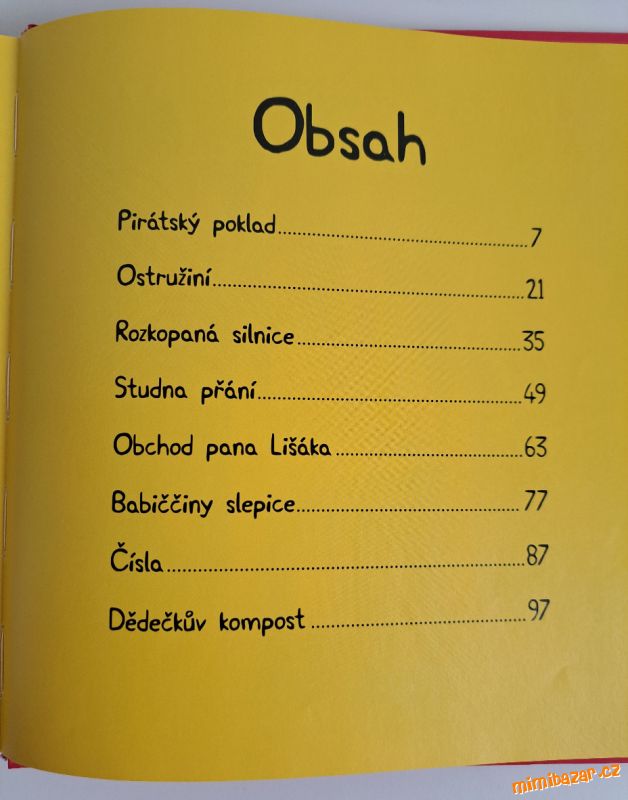 Obsah
Pirátský poklad 7
Ostružiní 21
Rozkopaná silnice 35
Studna přání 49
Obchod pana Lišáka 63
Babiččiny slepice 77
Čísla 87
Dědečkův kompost 97
mimibazar.cz